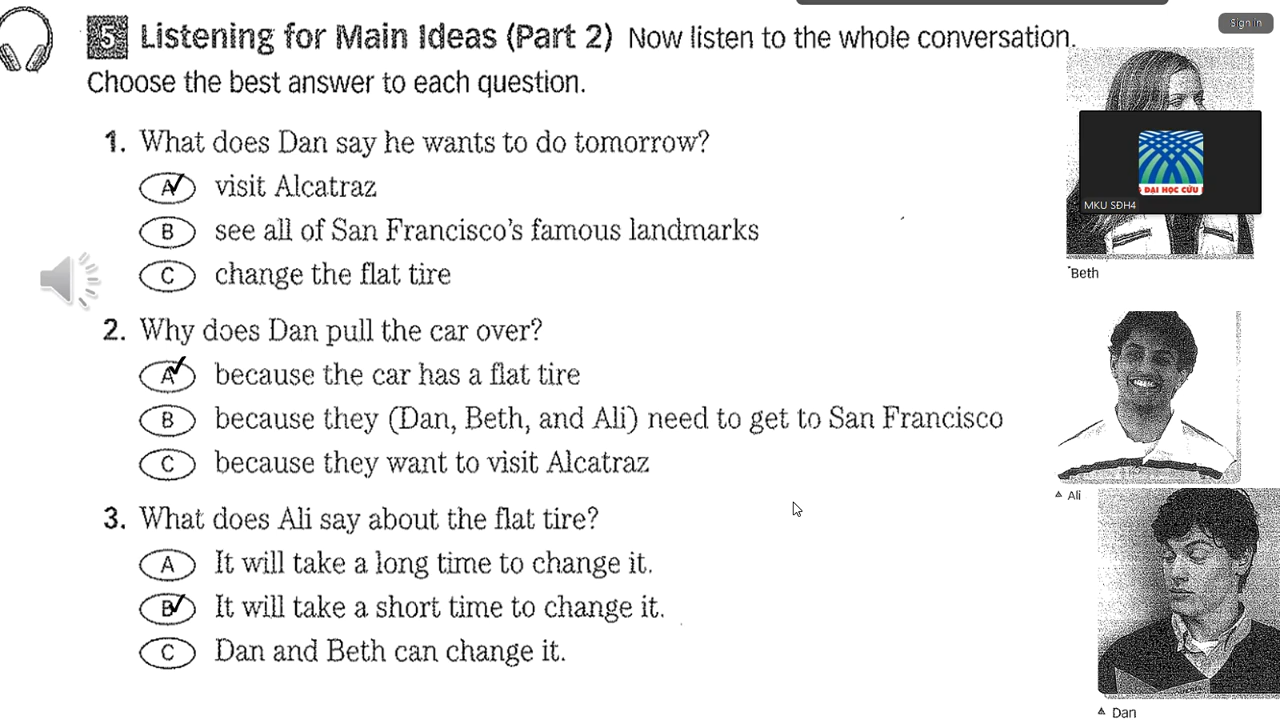 Sign in
5 Listening for Main Ideas (Part 2) Now listen to the whole conversation.
Choose the best answer to each question.
1. What does Dan say he wants to do tomorrow?
A visit Alcatraz
B see all of San Francisco's famous landmarks
C change the flat tire
2. Why does Dan pull the car over?
A because the car has a flat tire
B because they (Dan, Beth, and Ali) need to get to San Francisco
C because they want to visit Alcatraz
3. What does Ali say about the flat tire?
A It will take a long time to change it.
B It will take a short time to change it.
C Dan and Beth can change it.
ĐẠI HỌC CỬU
MKU SĐH4
Beth
Ali
Dan